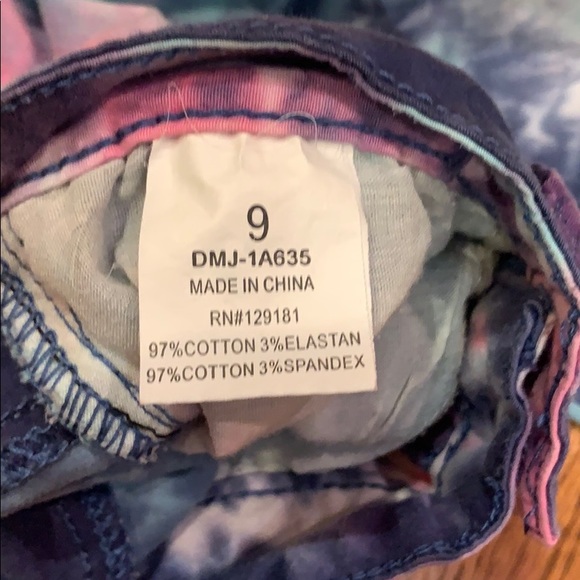 9
DMJ-1A635
MADE IN CHINA
RN#129181
97%COTTON 3%ELASTAN
97%COTTON 3%SPANDEX